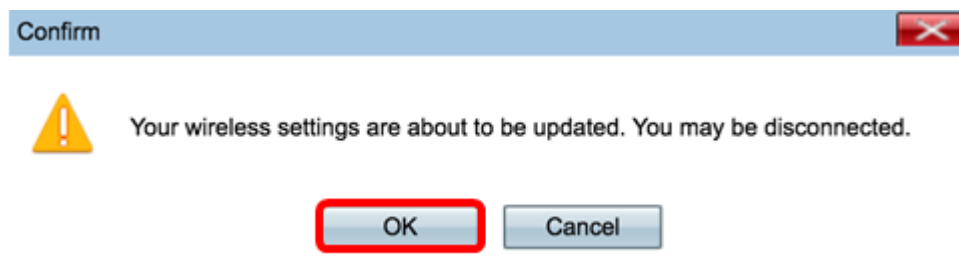 Confirm
Your wireless settings are about to be updated. You may be disconnected.
OK Cancel